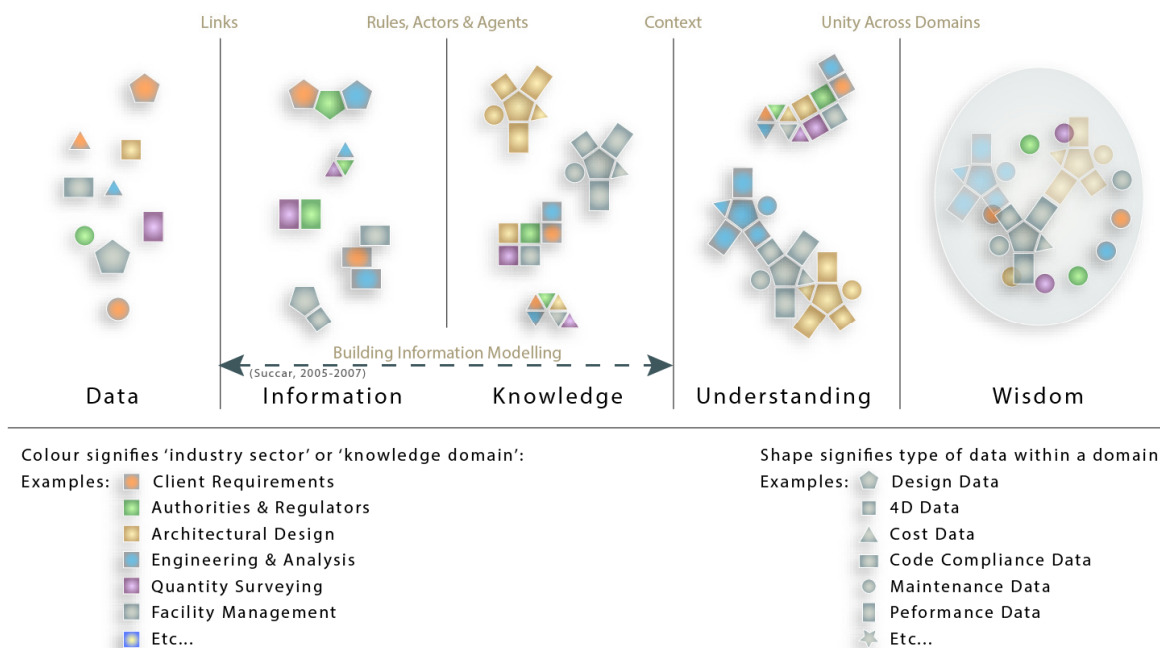 Links
Rules, Actors & Agents
Context
Unity Across Domains
Building Information Modelling
(Succar, 2005-2007)
Data
Information
Knowledge
Understanding
Wisdom
Colour signifies ‘industry sector’ or ‘knowledge domain’:
Examples:
Client Requirements
Authorities & Regulators
Architectural Design
Engineering & Analysis
Quantity Surveying
Facility Management
Etc...
Shape signifies type of data within a domain
Examples:
Design Data
4D Data
Cost Data
Code Compliance Data
Maintenance Data
Peformance Data
Etc...